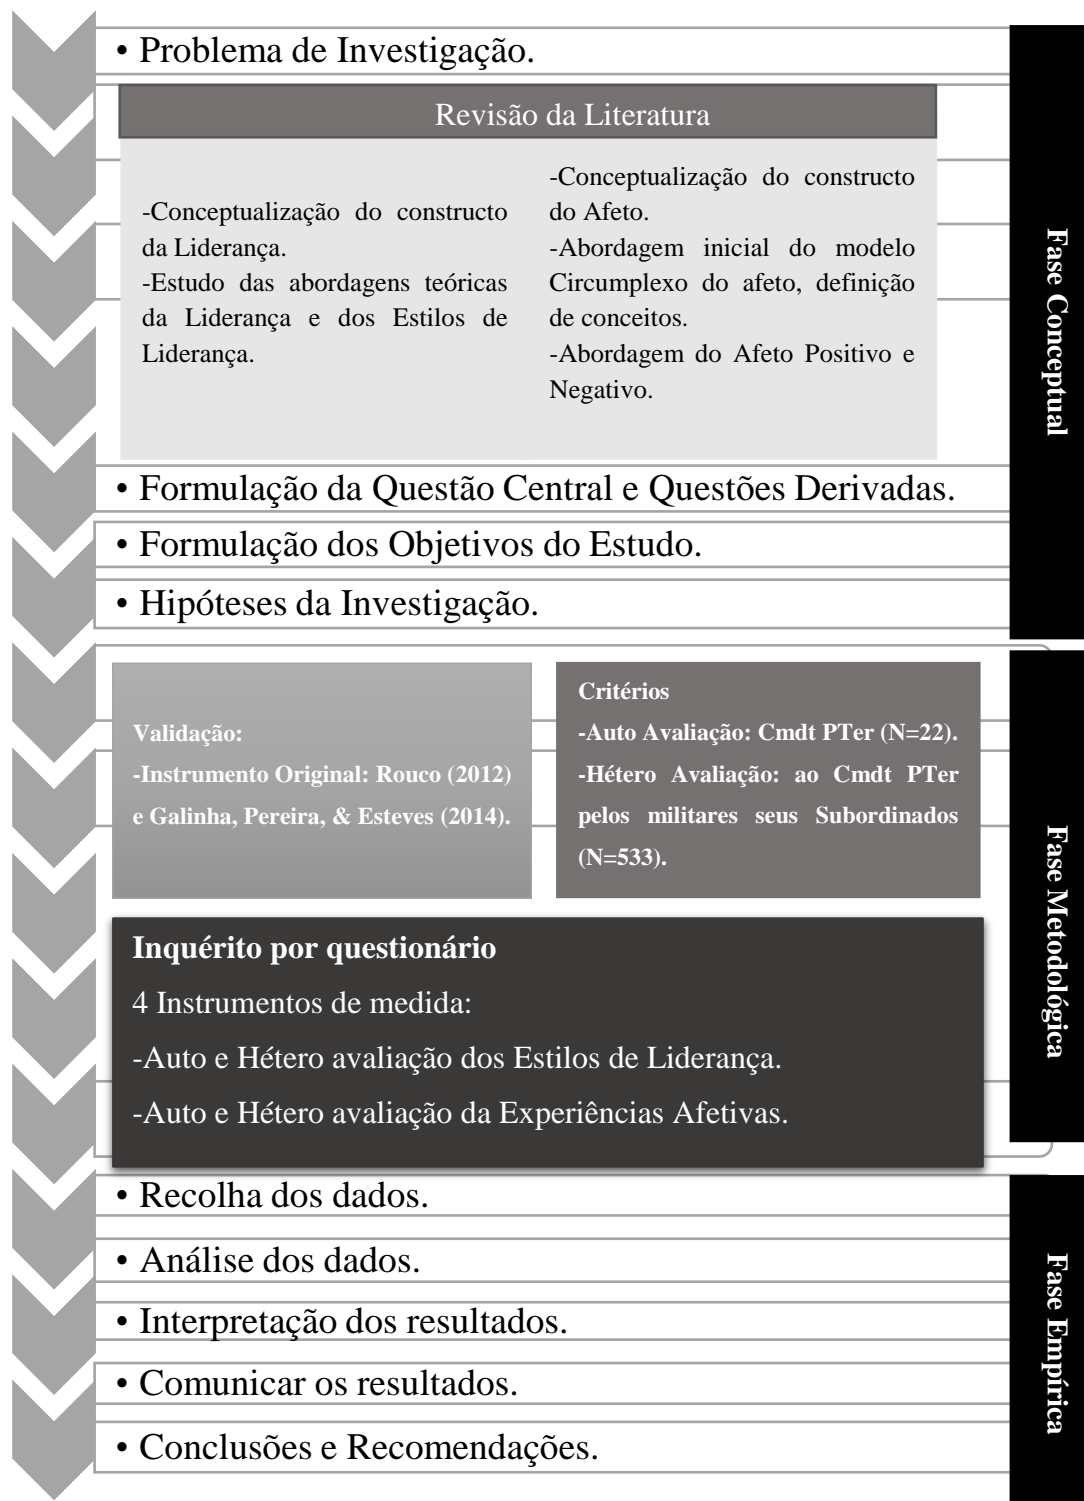 • Problema de Investigação.
Revisão da Literatura
-Conceptualização do constructo
da Liderança.
-Estudo das abordagens teóricas
da Liderança e dos Estilos de
Liderança.
-Conceptualização do constructo
do Afeto.
-Abordagem inicial do modelo
Circumplexo do afeto, definição
de conceitos.
-Abordagem do Afeto Positivo e
Negativo.
• Formulação da Questão Central e Questões Derivadas.
• Formulação dos Objetivos do Estudo.
• Hipóteses da Investigação.
Fase Conceptual
Validação:
-Instrumento Original: Rouco (2012)
e Galinha, Pereira, & Esteves (2014).
Critérios
-Auto Avaliação: Cmdt PTer (N=22).
-Hétero Avaliação: ao Cmdt PTer
pelos militares seus Subordinados
(N=533).
Inquérito por questionário
4 Instrumentos de medida:
-Auto e Hétero avaliação dos Estilos de Liderança.
-Auto e Hétero avaliação da Experiências Afetivas.
Fase Metodológica
• Recolha dos dados.
• Análise dos dados.
• Interpretação dos resultados.
• Comunicar os resultados.
• Conclusões e Recomendações.
Fase Empírica